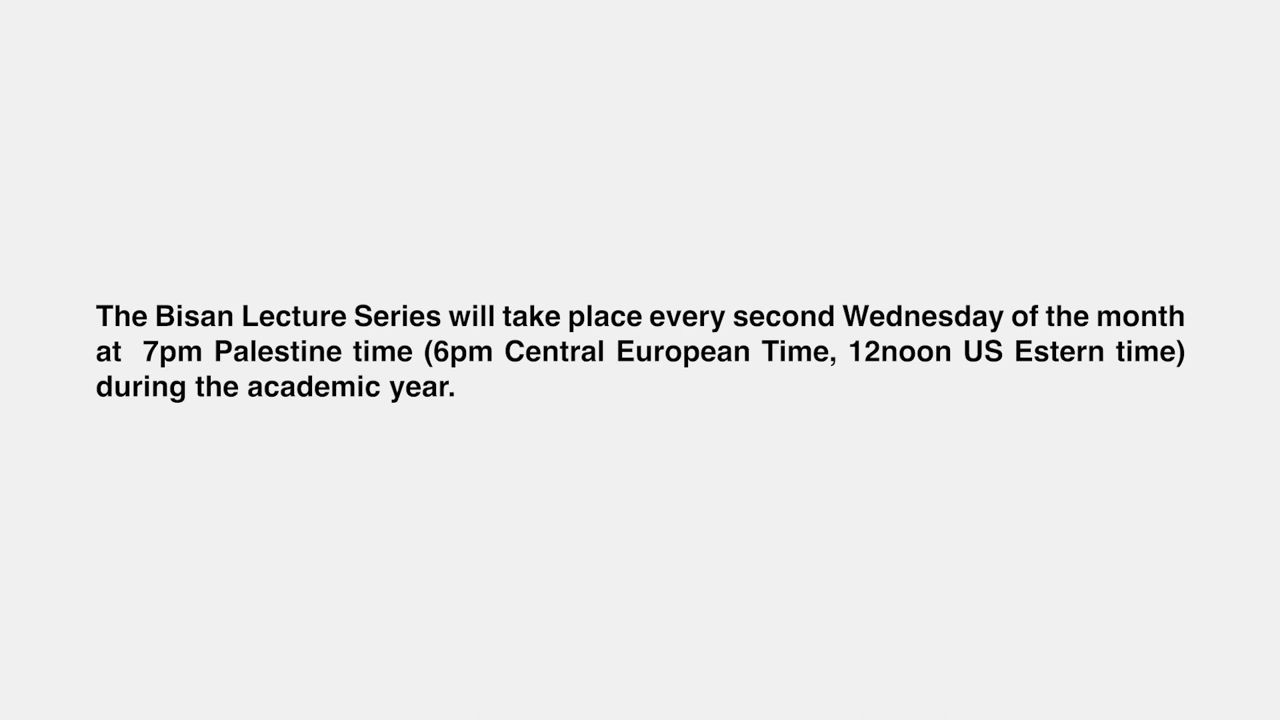 The Bisan Lecture Series will take place every second Wednesday of the month
at  7pm Palestine time (6pm Central European Time, 12noon US Estern time)
during the academic year.